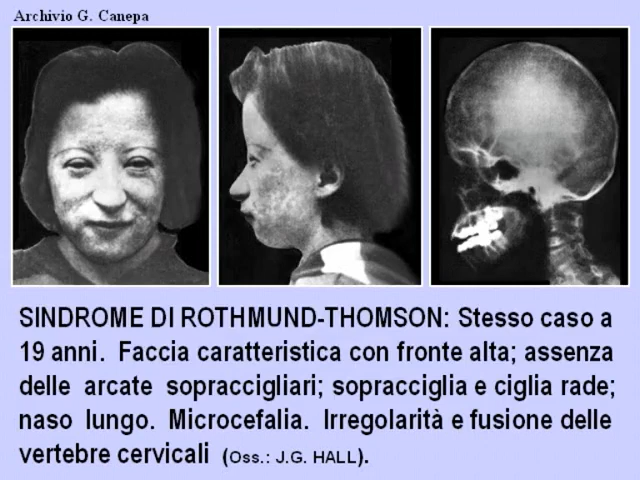 Archivio G. Canepa
SINDROME DI ROTHMUND-THOMSON: Stesso caso a
19 anni. Faccia caratteristica con fronte alta; assenza
delle arcate sopraccigliari; sopracciglia e ciglia rade;
naso lungo. Microcefalia. Irregolarità e fusione delle
vertebre cervicali (Oss.: J.G. HALL).